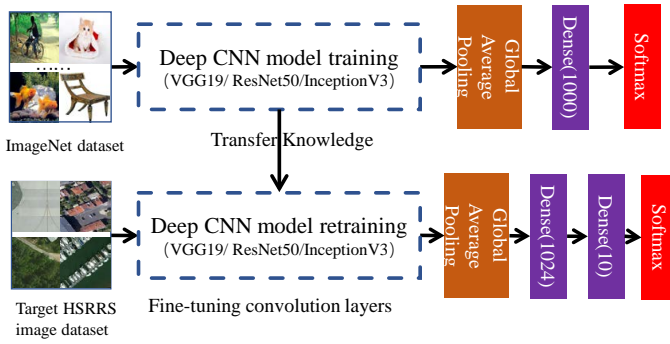 Deep CNN model training
(VGG19/ ResNet50/InceptionV3)
Global
Average
Pooling
Dense(1000)
Softmax
......
ImageNet dataset
Transfer Knowledge
Deep CNN model retraining
(VGG19/ ResNet50/InceptionV3)
Global
Average
Pooling
Dense(1024)
Dense(10)
Softmax
Target HSRRS
image dataset
Fine-tuning convolution layers